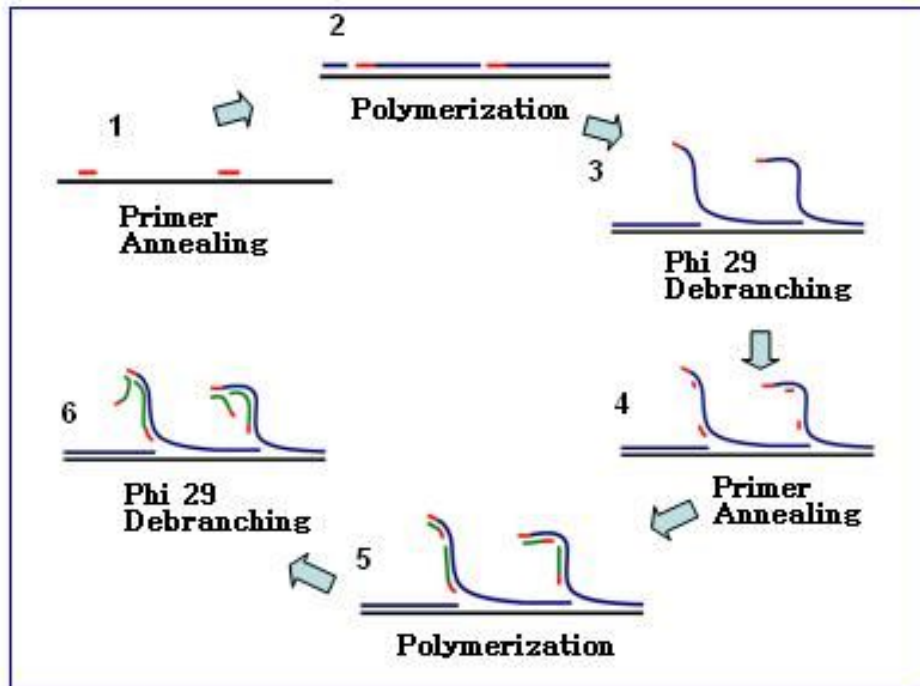 1
Primer
Annealing
2
Polymerization
3
Phi 29
Debranching
4
Primer
Annealing
5
Polymerization
6
Phi 29
Debranching